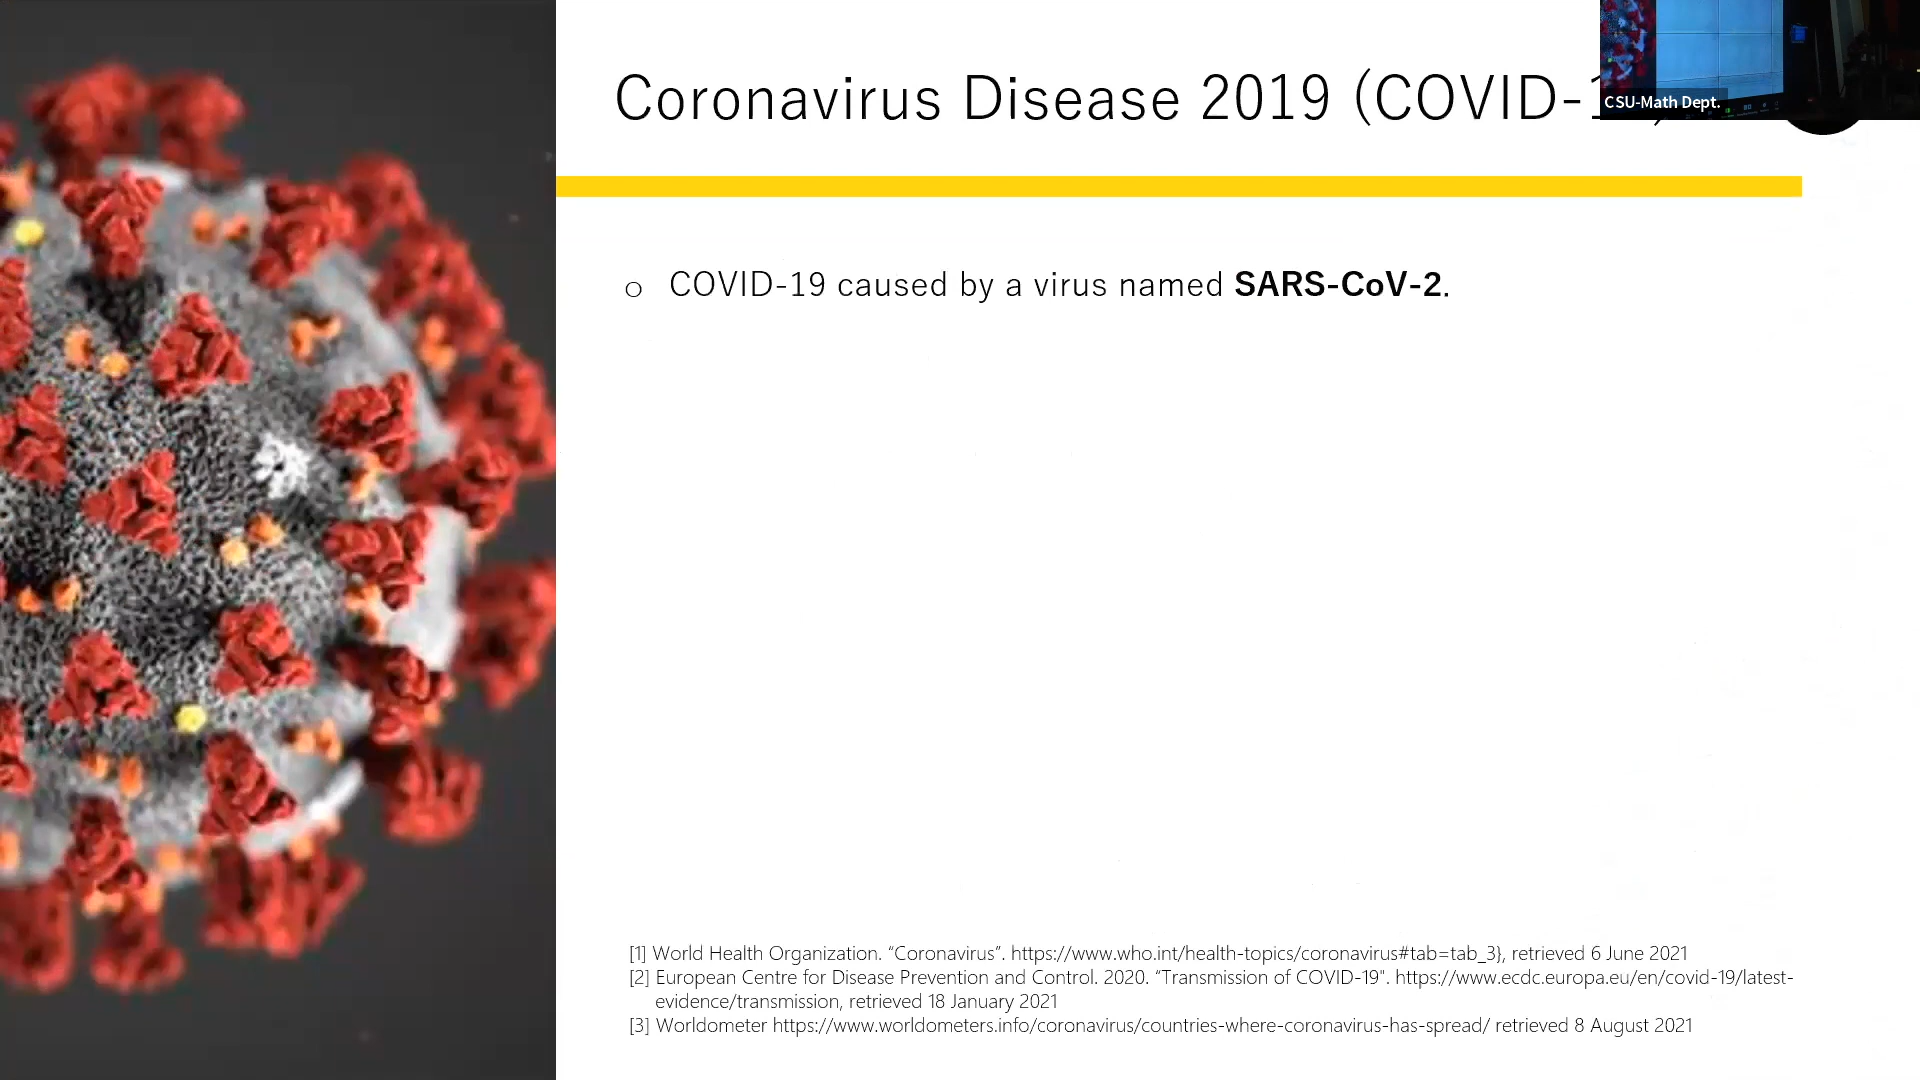 Coronavirus Disease 2019 (COVID-
CSU-Math Dept.
○ COVID-19 caused by a virus named SARS-CoV-2.
[1] World Health Organization. “Coronavirus”. https://www.who.int/health-topics/coronavirus#tab=tab_3}, retrieved 6 June 2021
[2] European Centre for Disease Prevention and Control. 2020. “Transmission of COVID-19". https://www.ecdc.europa.eu/en/covid-19/latest-
evidence/transmission, retrieved 18 January 2021
[3] Worldometer https://www.worldometers.info/coronavirus/countries-where-coronavirus-has-spread/ retrieved 8 August 2021